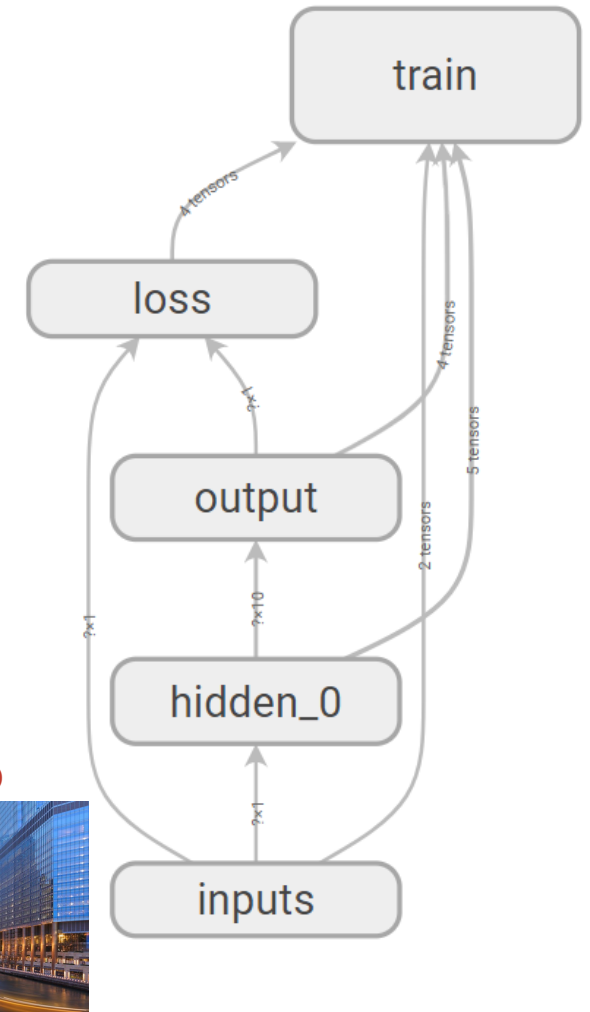 train
4 tensors
loss
4 tensors
?×1
5 tensors
output
2 tensors
?×10
?×1
hidden_0
?×1
inputs